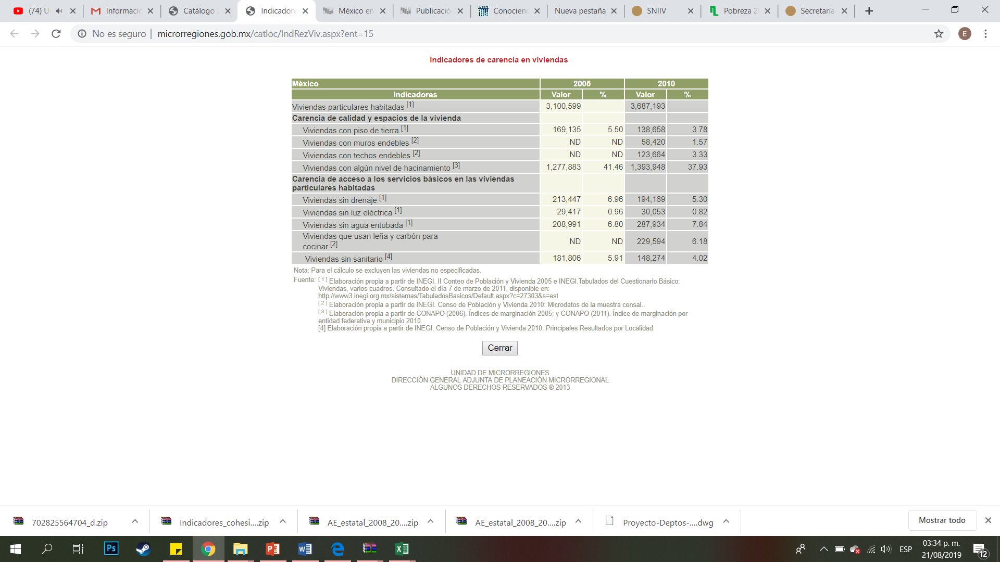 (74) U
Informació
Catálogo
Indicadore
México en
Publicació
Conocien
Nueva pestaña
SNIIV
Pobreza 2
Secretaría
No es seguro | microrregiones.gob.mx/catloc/IndRezViv.aspx?ent=15
E
Indicadores de carencia en viviendas
México 2005 2010
Indicadores Valor % Valor %
Viviendas particulares habitadas [1] 3,100,599 3,687,193
Carencia de calidad y espacios de la vivienda
Viviendas con piso de tierra [1] 169,135 5.50 138,658 3.78
Viviendas con muros endebles [2] ND ND 58,420 1.57
Viviendas con techos endebles [2] ND ND 123,664 3.33
Viviendas con algún nivel de hacinamiento [3] 1,277,883 41.46 1,393,948 37.93
Carencia de acceso a los servicios básicos en las viviendas
particulares habitadas
Viviendas sin drenaje [1] 213,447 6.96 194,169 5.30
Viviendas sin luz eléctrica [1] 29,417 0.96 30,053 0.82
Viviendas sin agua entubada [1] 208,991 6.80 287,934 7.84
Viviendas que usan leña y carbón para
cocinar [2] ND ND 229,594 6.18
Viviendas sin sanitario [4] 181,806 5.91 148,274 4.02
Nota: Para el cálculo se excluyen las viviendas no especificadas.
Fuente: [ 1 ] Elaboración propia a partir de INEGI. II Conteo de Población y Vivienda 2005 e INEGI.Tabulados del Cuestionario Básico:
Viviendas, varios cuadros. Consultado el día 7 de marzo de 2011, disponible en:
http://www3.inegi.org.mx/sistemas/TabuladosBasicos/Default.aspx?c=27303&s=est
[ 2 ] Elaboración propia a partir de INEGI. Censo de Población y Vivienda 2010: Microdatos de la muestra censal..
[ 3 ] Elaboración propia a partir de CONAPO (2006). Índices de marginación 2005; y CONAPO (2011). Índice de marginación por
entidad federativa y municipio 2010.
[4] Elaboración propia a partir de INEGI. Censo de Población y Vivienda 2010: Principales Resultados por Localidad.
Cerrar
UNIDAD DE MICRORREGIONES
DIRECCIÓN GENERAL ADJUNTA DE PLANEACIÓN MICRORREGIONAL
ALGUNOS DERECHOS RESERVADOS ® 2013
702825564704_d.zip
Indicadores_cohesi....zip
AE_estatal_2008_20....zip
AE_estatal_2008_20....zip
Proyecto-Deptos-....dwg
Mostrar todo
Ps
ESP
03:34 p. m.
21/08/2019
12